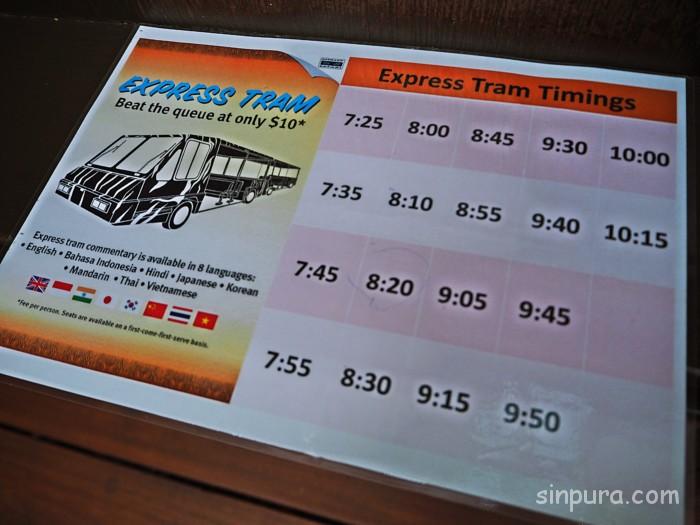 EXPRESS TRAM
Beat the queue at only $10*
Express tram commentary is available in 8 languages:
• English • Bahasa Indonesia • Hindi • Japanese • Korean
• Mandarin • Thai • Vietnamese
*Fee per person. Seats are available on a first-come-first-serve basis.
Express Tram Timings
7:25 8:00 8:45 9:30 10:00
7:35 8:10 8:55 9:40 10:15
7:45 8:20 9:05 9:45
7:55 8:30 9:15 9:50
sinpura.com